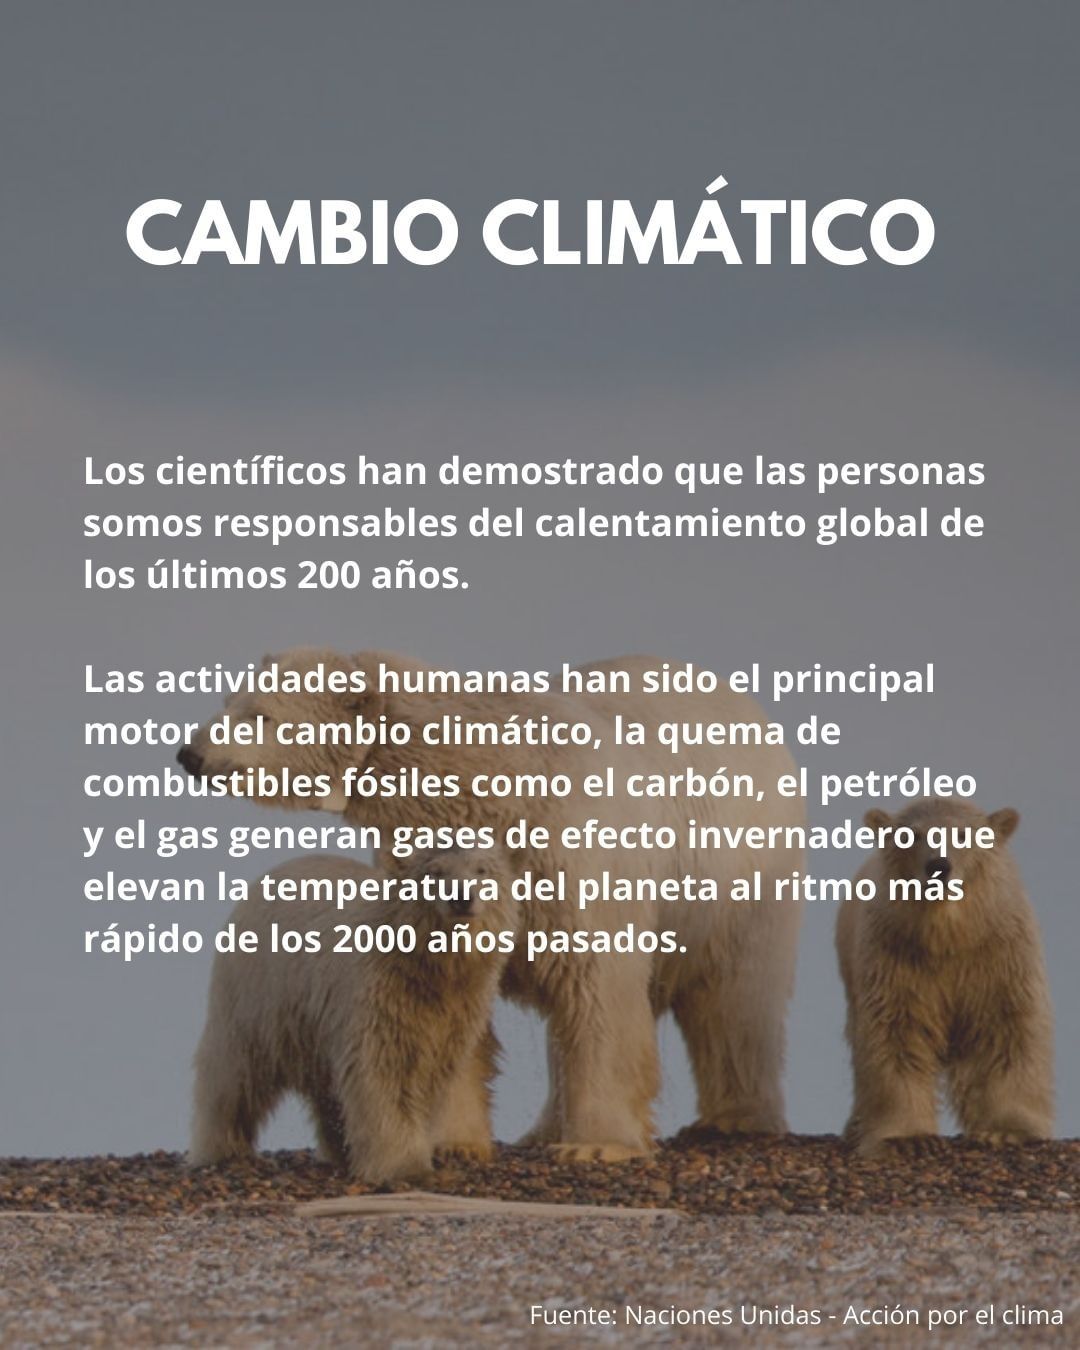 CAMBIO CLIMÁTICO
Los científicos han demostrado que las personas
somos responsables del calentamiento global de
los últimos 200 años.
Las actividades humanas han sido el principal
motor del cambio climático, la quema de
combustibles fósiles como el carbón, el petróleo
y el gas generan gases de efecto invernadero que
elevan la temperatura del planeta al ritmo más
rápido de los 2000 años pasados.
Fuente: Naciones Unidas - Acción por el clima